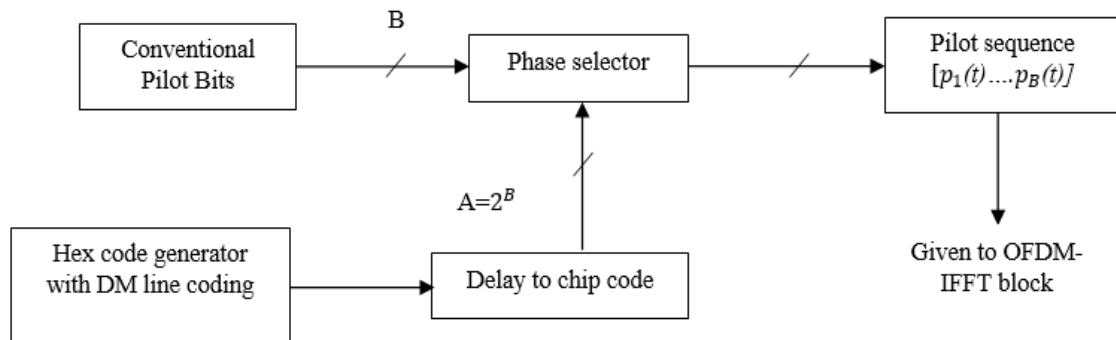 B
Conventional
Pilot Bits
Phase selector
Pilot sequence
[p₁(t)....p_B(t)]
A=2^B
Hex code generator
with DM line coding
Delay to chip code
Given to OFDM-
IFFT block